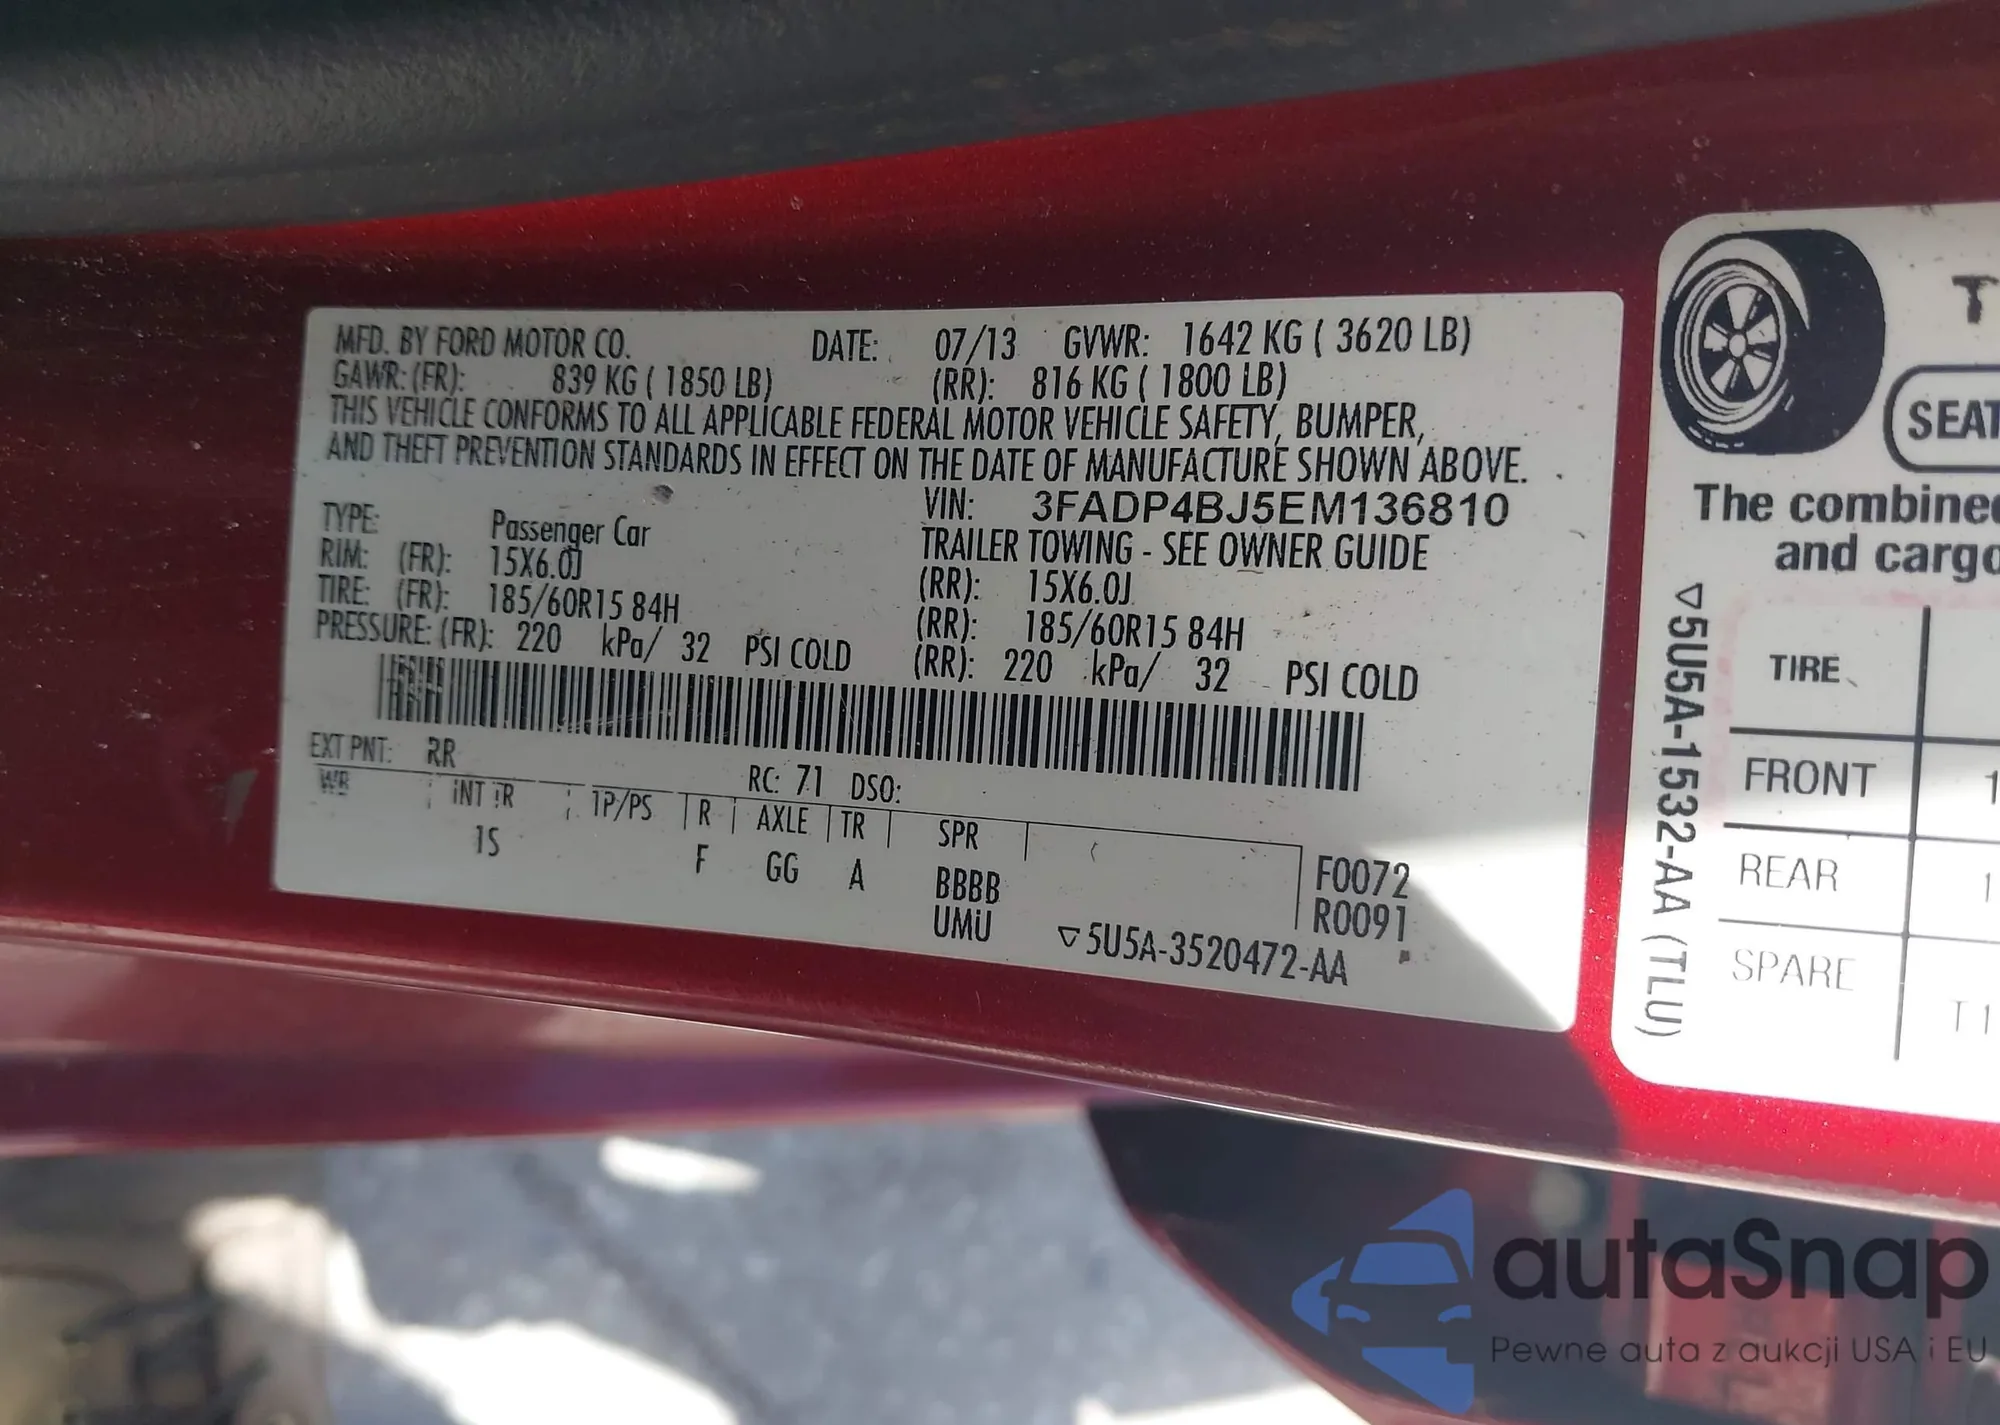 MFD. BY FORD MOTOR CO. DATE: 07/13 GVWR: 1642 KG ( 3620 LB)
GAWR: (FR): 839 KG ( 1850 LB) (RR): 816 KG ( 1800 LB)
THIS VEHICLE CONFORMS TO ALL APPLICABLE FEDERAL MOTOR VEHICLE SAFETY, BUMPER,
AND THEFT PREVENTION STANDARDS IN EFFECT ON THE DATE OF MANUFACTURE SHOWN ABOVE.
VIN: 3FADP4BJ5EM136810
TYPE: Passenger Car TRAILER TOWING - SEE OWNER GUIDE
RIM: (FR): 15X6.0J (RR): 15X6.0J
TIRE: (FR): 185/60R15 84H (RR): 185/60R15 84H
PRESSURE: (FR): 220 kPa/ 32 PSI COLD (RR): 220 kPa/ 32 PSI COLD
EXT PNT: RR RC: 71 DSO:
WB INT TR TP/PS R AXLE TR SPR
IS F GG A BBBB F0072
UMU R0091
▽5U5A-3520472-AA
T
SEAT
The combined
and cargo
▽5U5A-1532-AA (TLU)
TIRE
FRONT 1
REAR 1
SPARE T1
autaSnap
Pewne auta z aukcji USA i EU